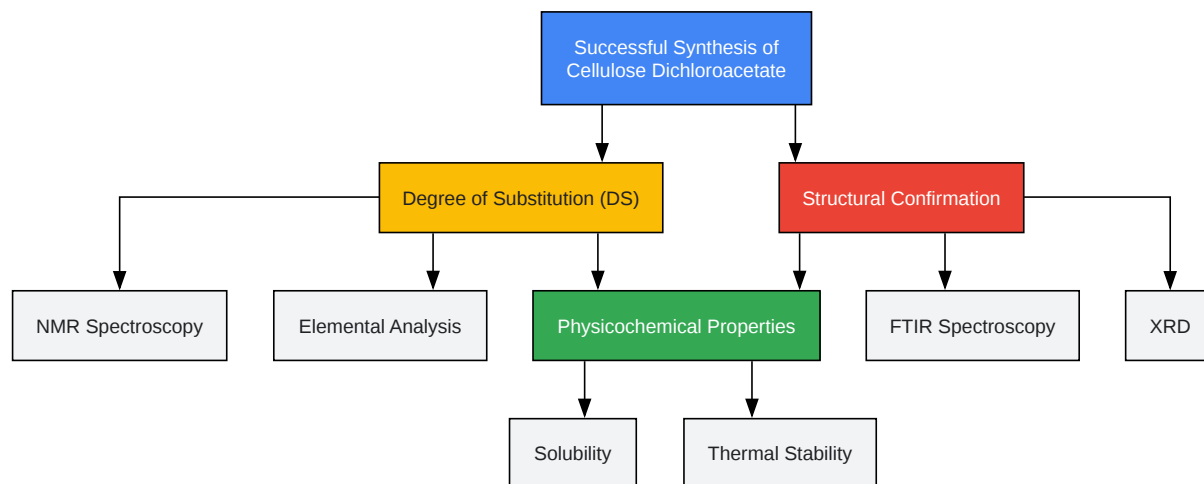 Successful Synthesis of
Cellulose Dichloroacetate
Degree of Substitution (DS)
Structural Confirmation
NMR Spectroscopy
Elemental Analysis
Physicochemical Properties
FTIR Spectroscopy
XRD
Solubility
Thermal Stability